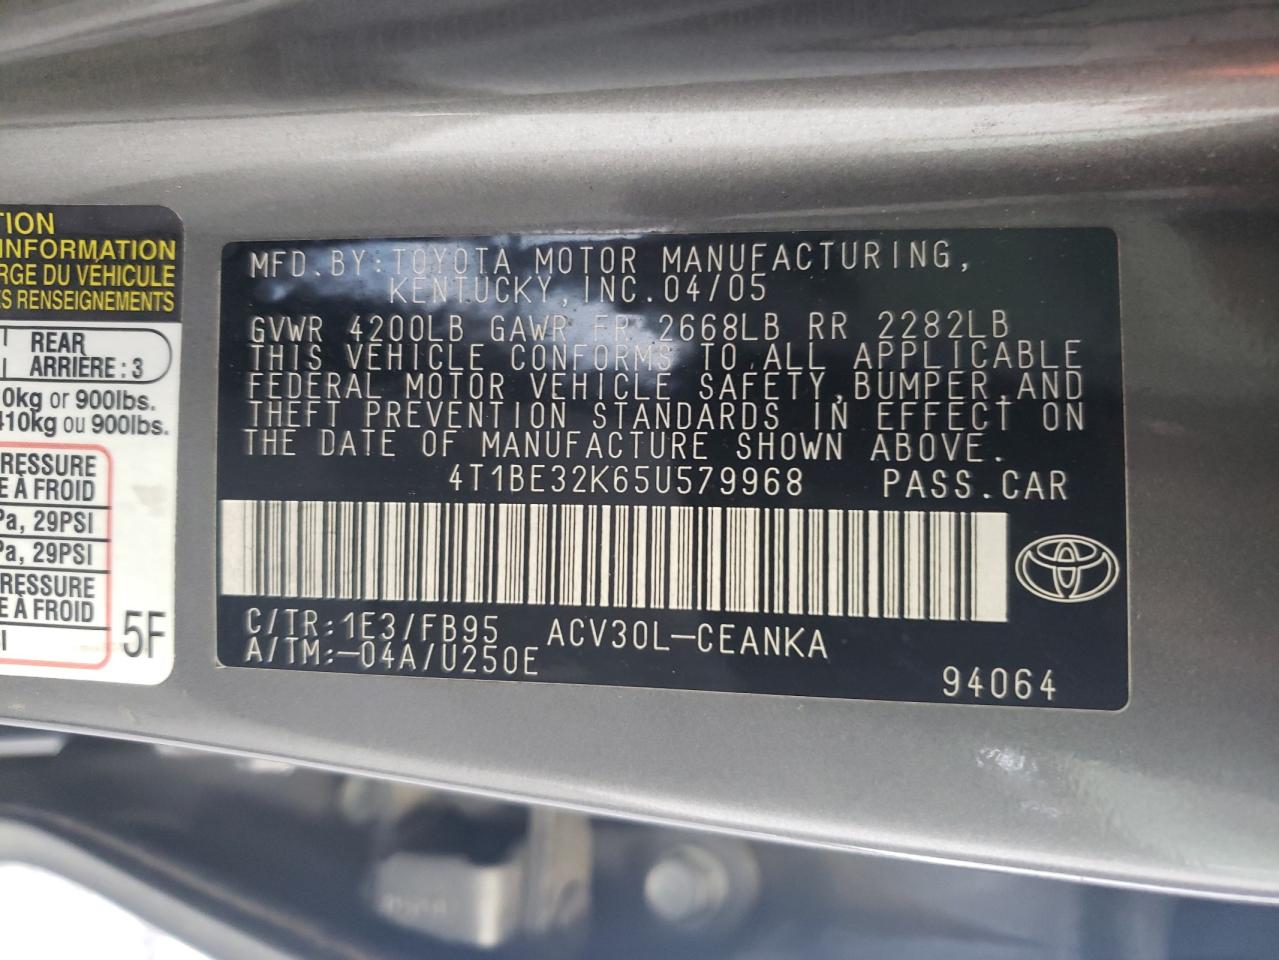 TION
INFORMATION
RGE DU VÉHICULE
S RENSEIGNEMENTS
REAR
ARRIÈRE : 3
0kg or 900lbs.
410kg ou 900lbs.
RESSURE
E À FROID
Pa, 29PSI
Pa, 29PSI
RESSURE
E À FROID
SI
5F
MFD.BY:TOYOTA MOTOR MANUFACTURING,
KENTUCKY,INC.04/05
GVWR 4200LB GAWR FR 2668LB RR 2282LB
THIS VEHICLE CONFORMS TO ALL APPLICABLE
FEDERAL MOTOR VEHICLE SAFETY,BUMPER,AND
THEFT PREVENTION STANDARDS IN EFFECT ON
THE DATE OF MANUFACTURE SHOWN ABOVE.
4T1BE32K65U579968 PASS.CAR
C/TR:1E3/FB95 ACV30L-CEANKA
A/TM:-04A/U250E
94064